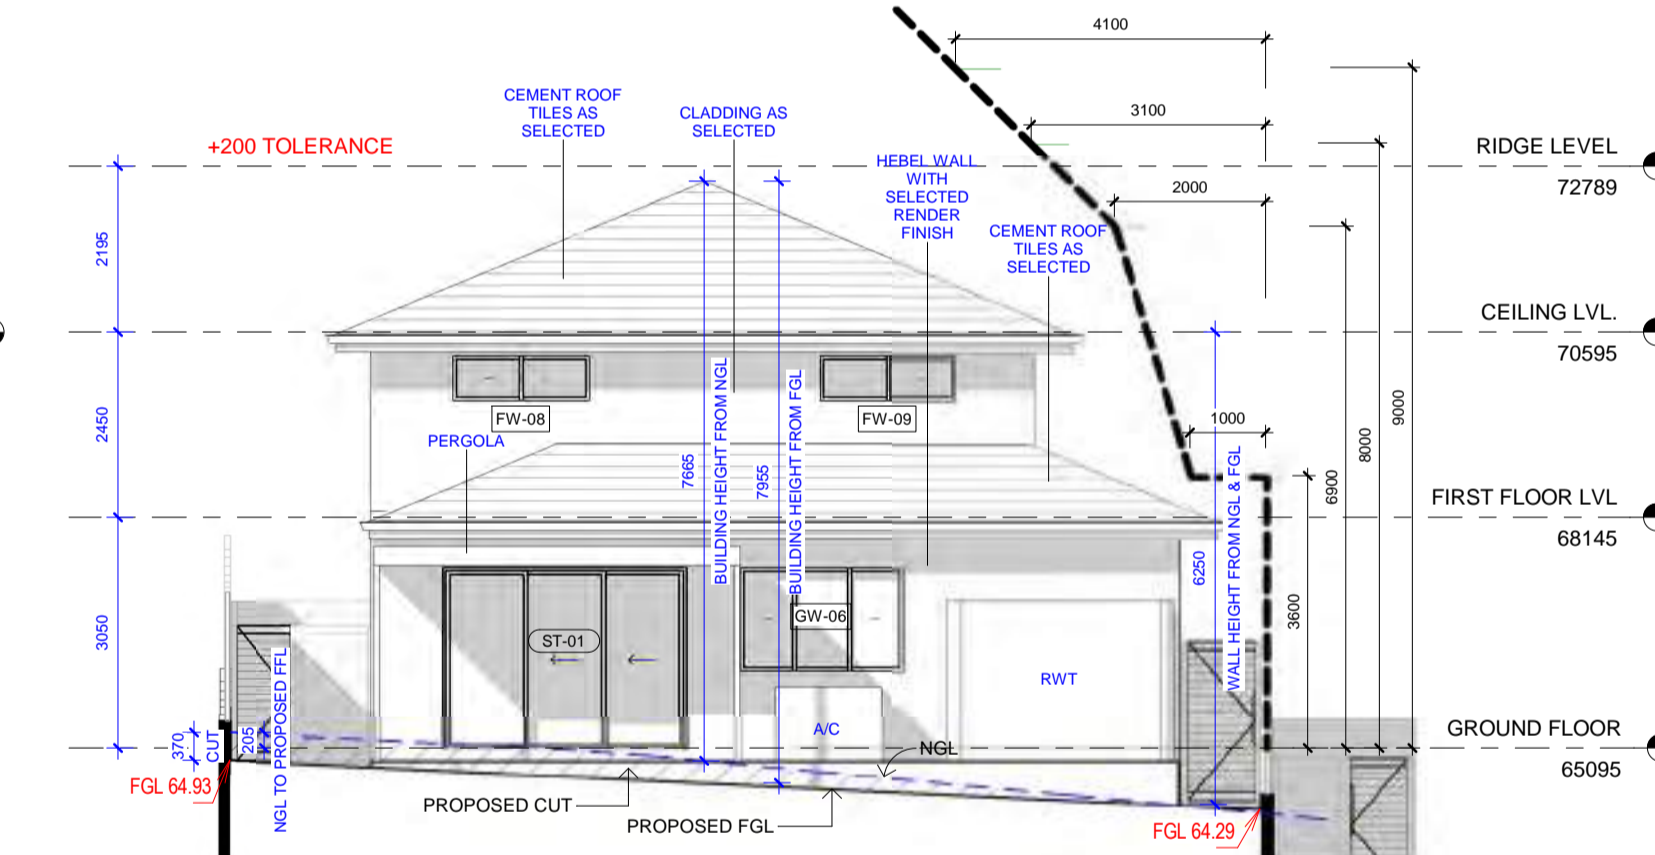 4100
CEMENT ROOF
TILES AS
SELECTED
CLADDING AS
SELECTED
3100
+200 TOLERANCE
RIDGE LEVEL
72789
HEBEL WALL
WITH
SELECTED
RENDER
FINISH
2000
CEMENT ROOF
TILES AS
SELECTED
2195
CEILING LVL.
70595
2450
FW-08
FW-09
PERGOLA
1000
9000
8000
6900
7665
BUILDING HEIGHT FROM NGL
7955
BUILDING HEIGHT FROM FGL
FIRST FLOOR LVL
68145
6250
WALL HEIGHT FROM NGL & FGL
3600
3050
ST-01
GW-06
RWT
A/C
NGL
GROUND FLOOR
65095
370
CUT
205
NGL TO PROPOSED FFL
FGL 64.93
PROPOSED CUT
PROPOSED FGL
FGL 64.29